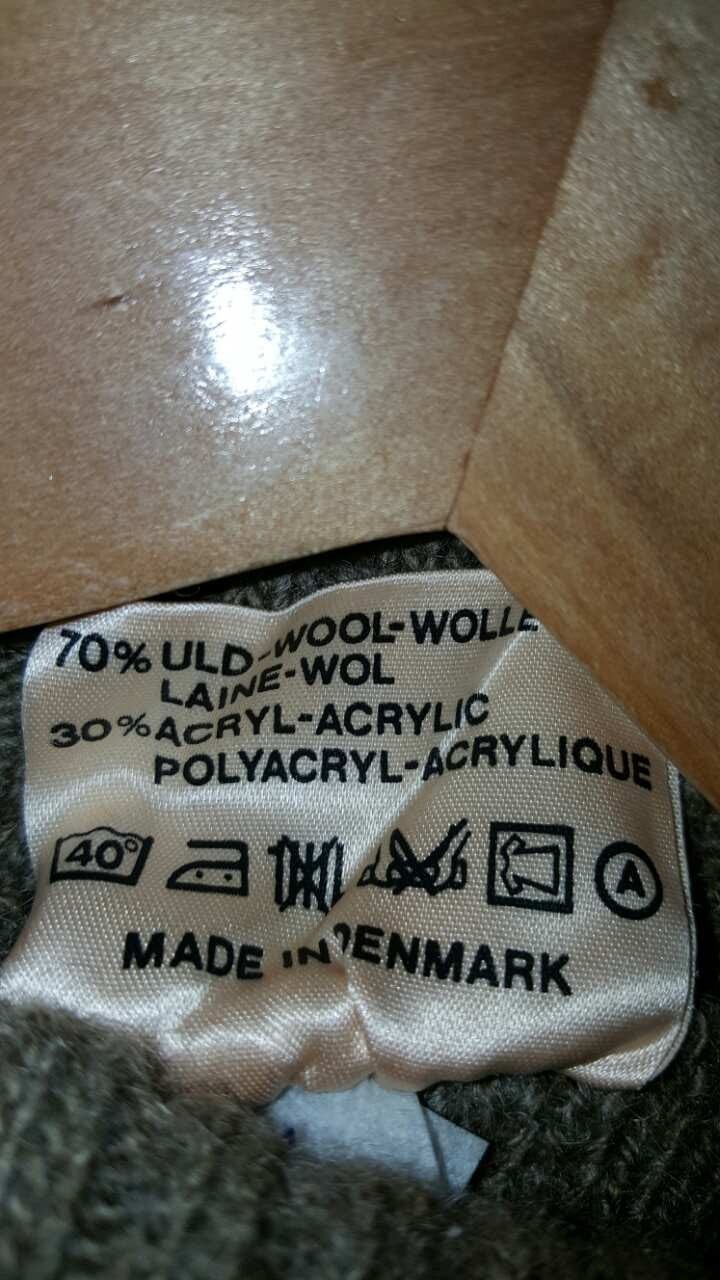 70% ULD-WOOL-WOLLE
LAINE-WOL
30% ACRYL-ACRYLIC
POLYACRYL-ACRYLIQUE
40° A
MADE IN DENMARK